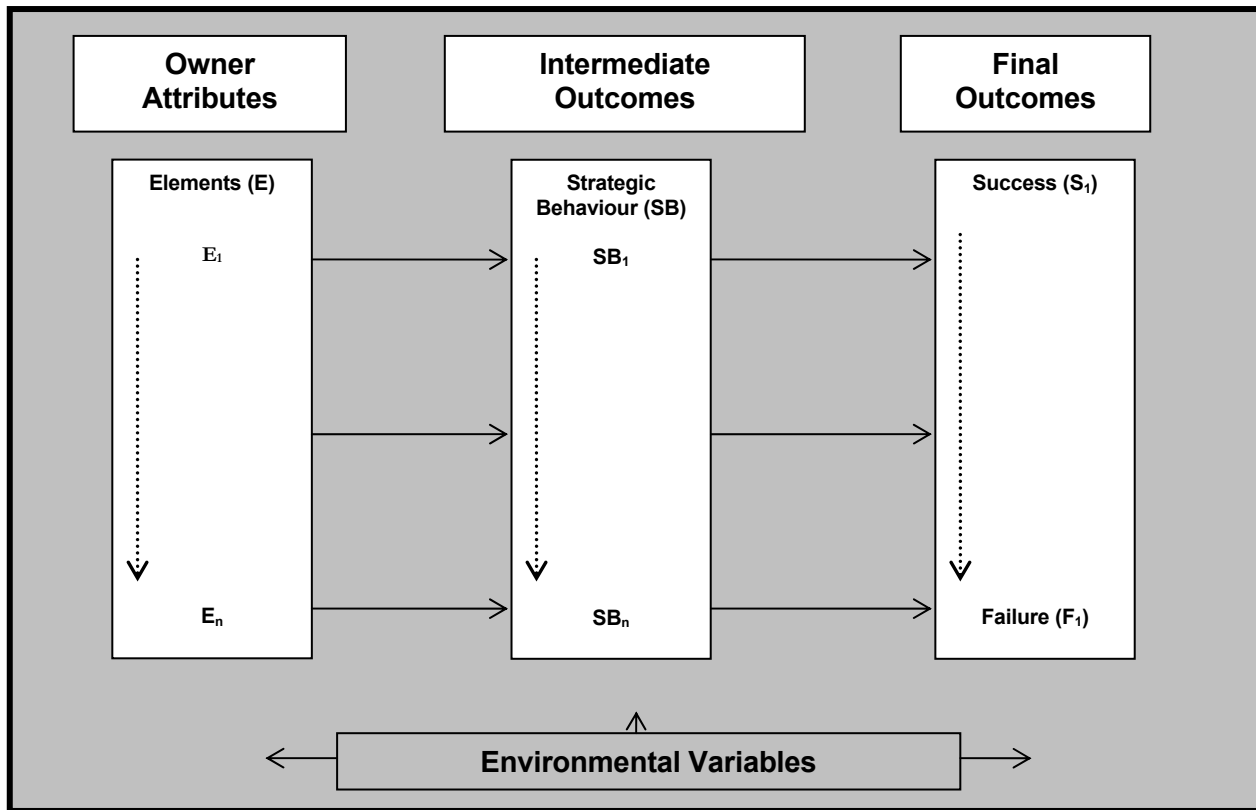 Owner
Attributes
Intermediate
Outcomes
Final
Outcomes
Elements (E)
E₁
Eₙ
Strategic
Behaviour (SB)
SB₁
SBₙ
Success (S₁)
Failure (F₁)
Environmental Variables